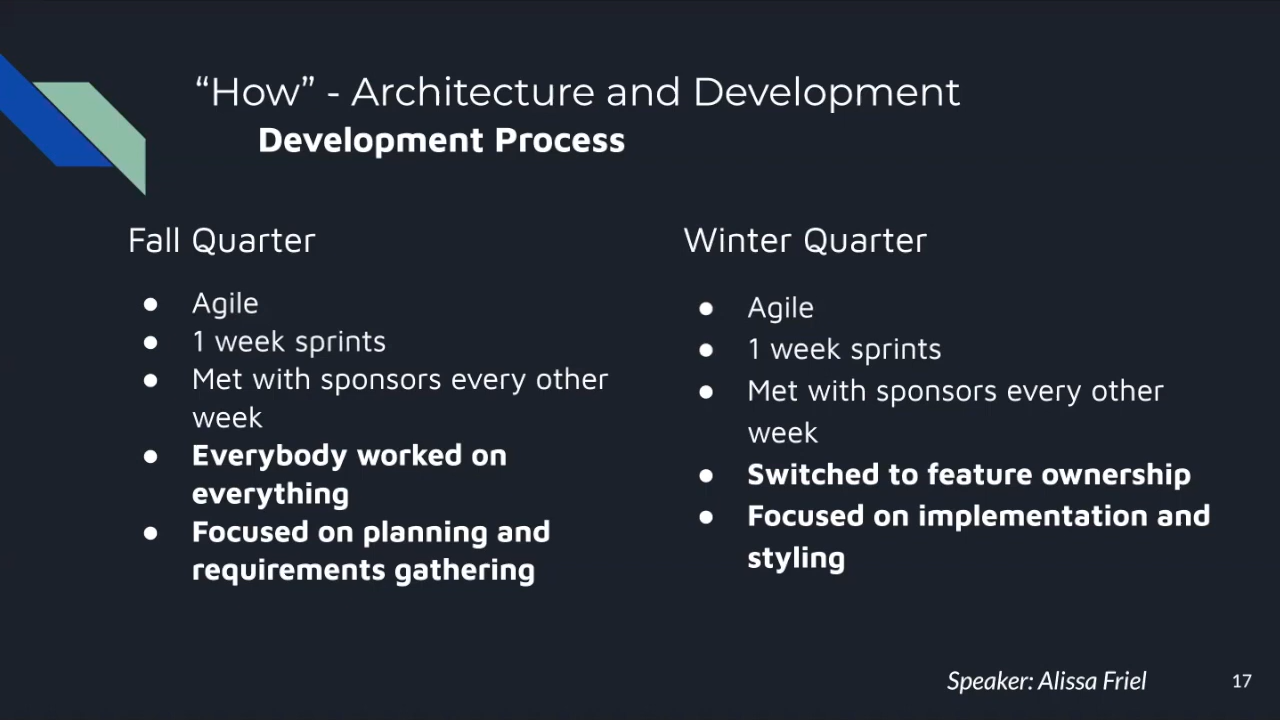 “How” - Architecture and Development
Development Process
Fall Quarter
● Agile
● 1 week sprints
● Met with sponsors every other
week
● Everybody worked on
everything
● Focused on planning and
requirements gathering
Winter Quarter
● Agile
● 1 week sprints
● Met with sponsors every other
week
● Switched to feature ownership
● Focused on implementation and
styling
Speaker: Alissa Friel
17